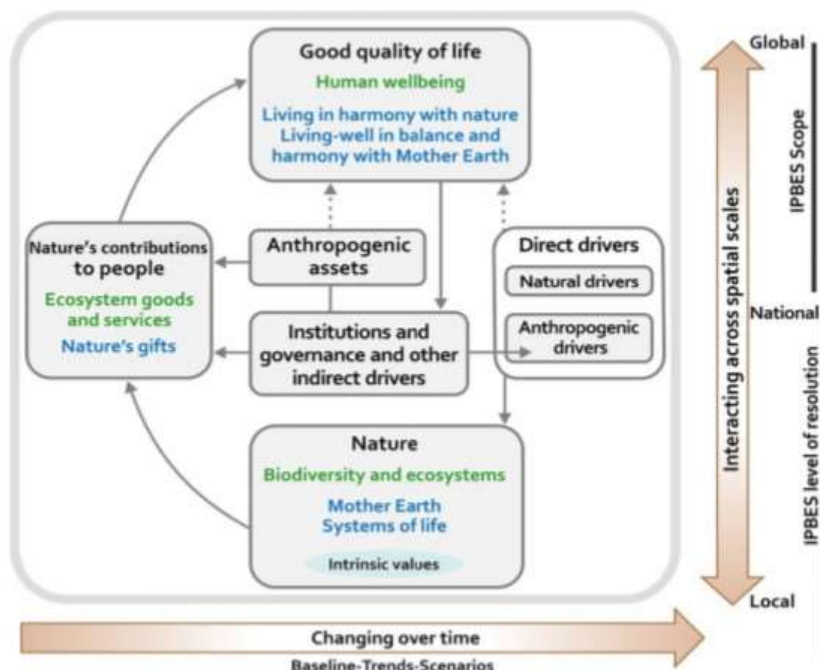 Good quality of life
Human wellbeing
Living in harmony with nature
Living-well in balance and
harmony with Mother Earth
Nature's contributions
to people
Ecosystem goods
and services
Nature's gifts
Anthropogenic
assets
Institutions and
governance and other
indirect drivers
Direct drivers
Natural drivers
Anthropogenic
drivers
Nature
Biodiversity and ecosystems
Mother Earth
Systems of life
Intrinsic values
Changing over time
Baseline-Trends-Scenarios
Interacting across spatial scales
Global
National
Local
IPBES Scope
IPBES level of resolution